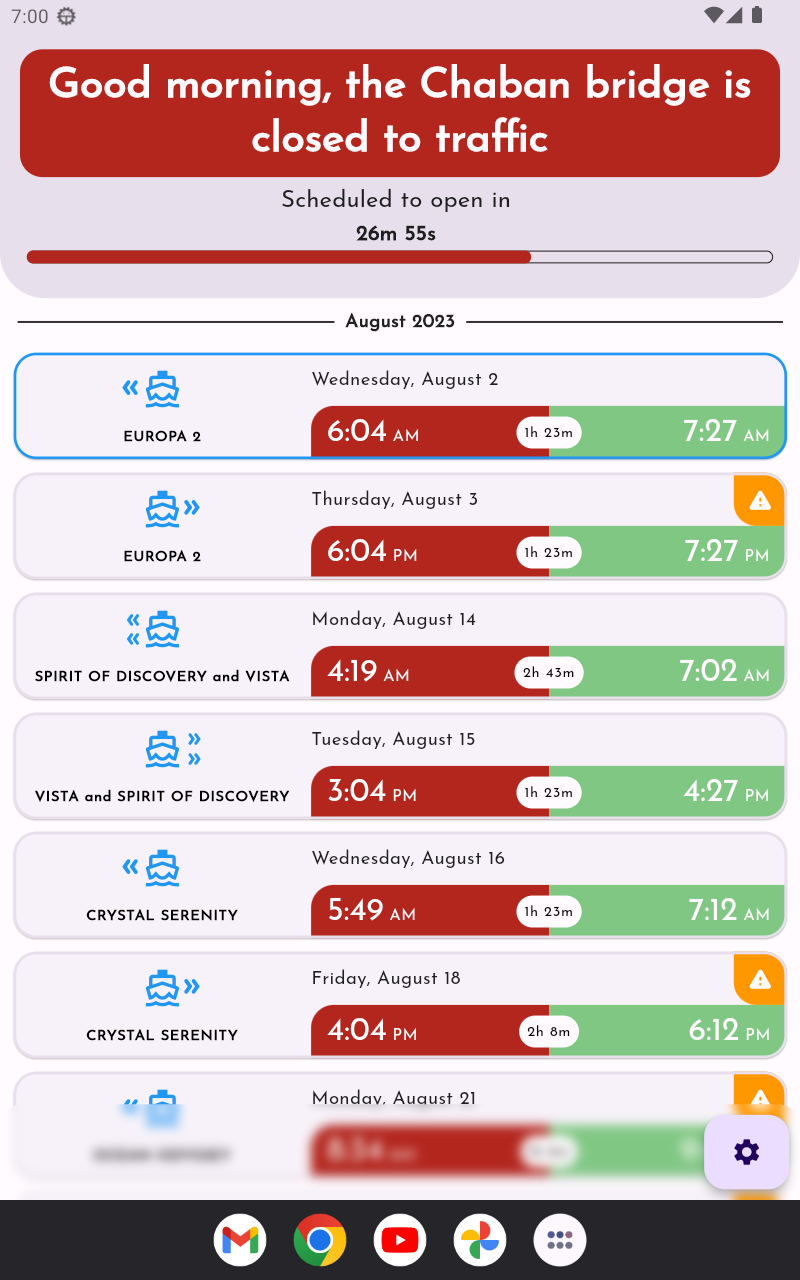 7:00
Good morning, the Chaban bridge is
closed to traffic
Scheduled to open in
26m 55s
August 2023
Wednesday, August 2
EUROPA 2
6:04 AM
1h 23m
7:27 AM
Thursday, August 3
EUROPA 2
6:04 PM
1h 23m
7:27 PM
Monday, August 14
SPIRIT OF DISCOVERY and VISTA
4:19 AM
2h 43m
7:02 AM
Tuesday, August 15
VISTA and SPIRIT OF DISCOVERY
3:04 PM
1h 23m
4:27 PM
Wednesday, August 16
CRYSTAL SERENITY
5:49 AM
1h 23m
7:12 AM
Friday, August 18
CRYSTAL SERENITY
4:04 PM
2h 8m
6:12 PM
Monday, August 21